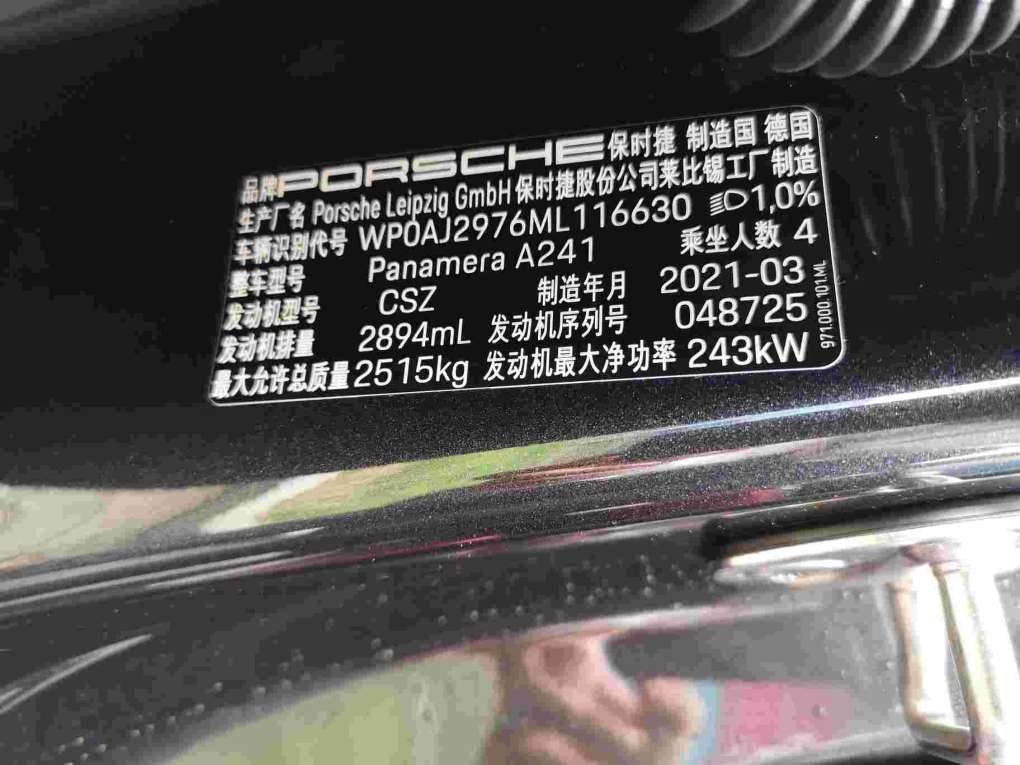 品牌 PORSCHE 保时捷 制造国 德国
生产厂名 Porsche Leipzig GmbH 保时捷股份公司莱比锡工厂制造
车辆识别代号 WP0AJ2976ML116630 1,0%
整车型号 Panamera A241 乘坐人数 4
发动机型号 CSZ 制造年月 2021-03
发动机排量 2894mL 发动机序列号 048725
最大允许总质量 2515kg 发动机最大净功率 243kW
971.000.101.ML